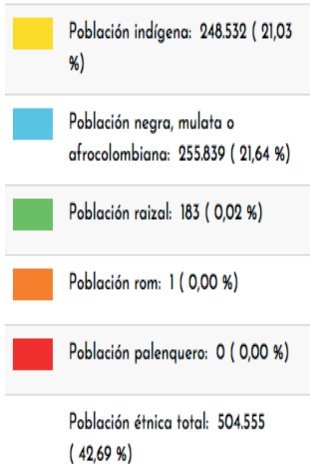 Población indígena: 248.532 ( 21,03
%)
Población negra, mulata o
afrocolombiana: 255.839 ( 21,64 %)
Población raizal: 183 ( 0,02 %)
Población rom: 1 ( 0,00 %)
Población palenquero: 0 ( 0,00 %)
Población étnica total: 504.555
( 42,69 %)